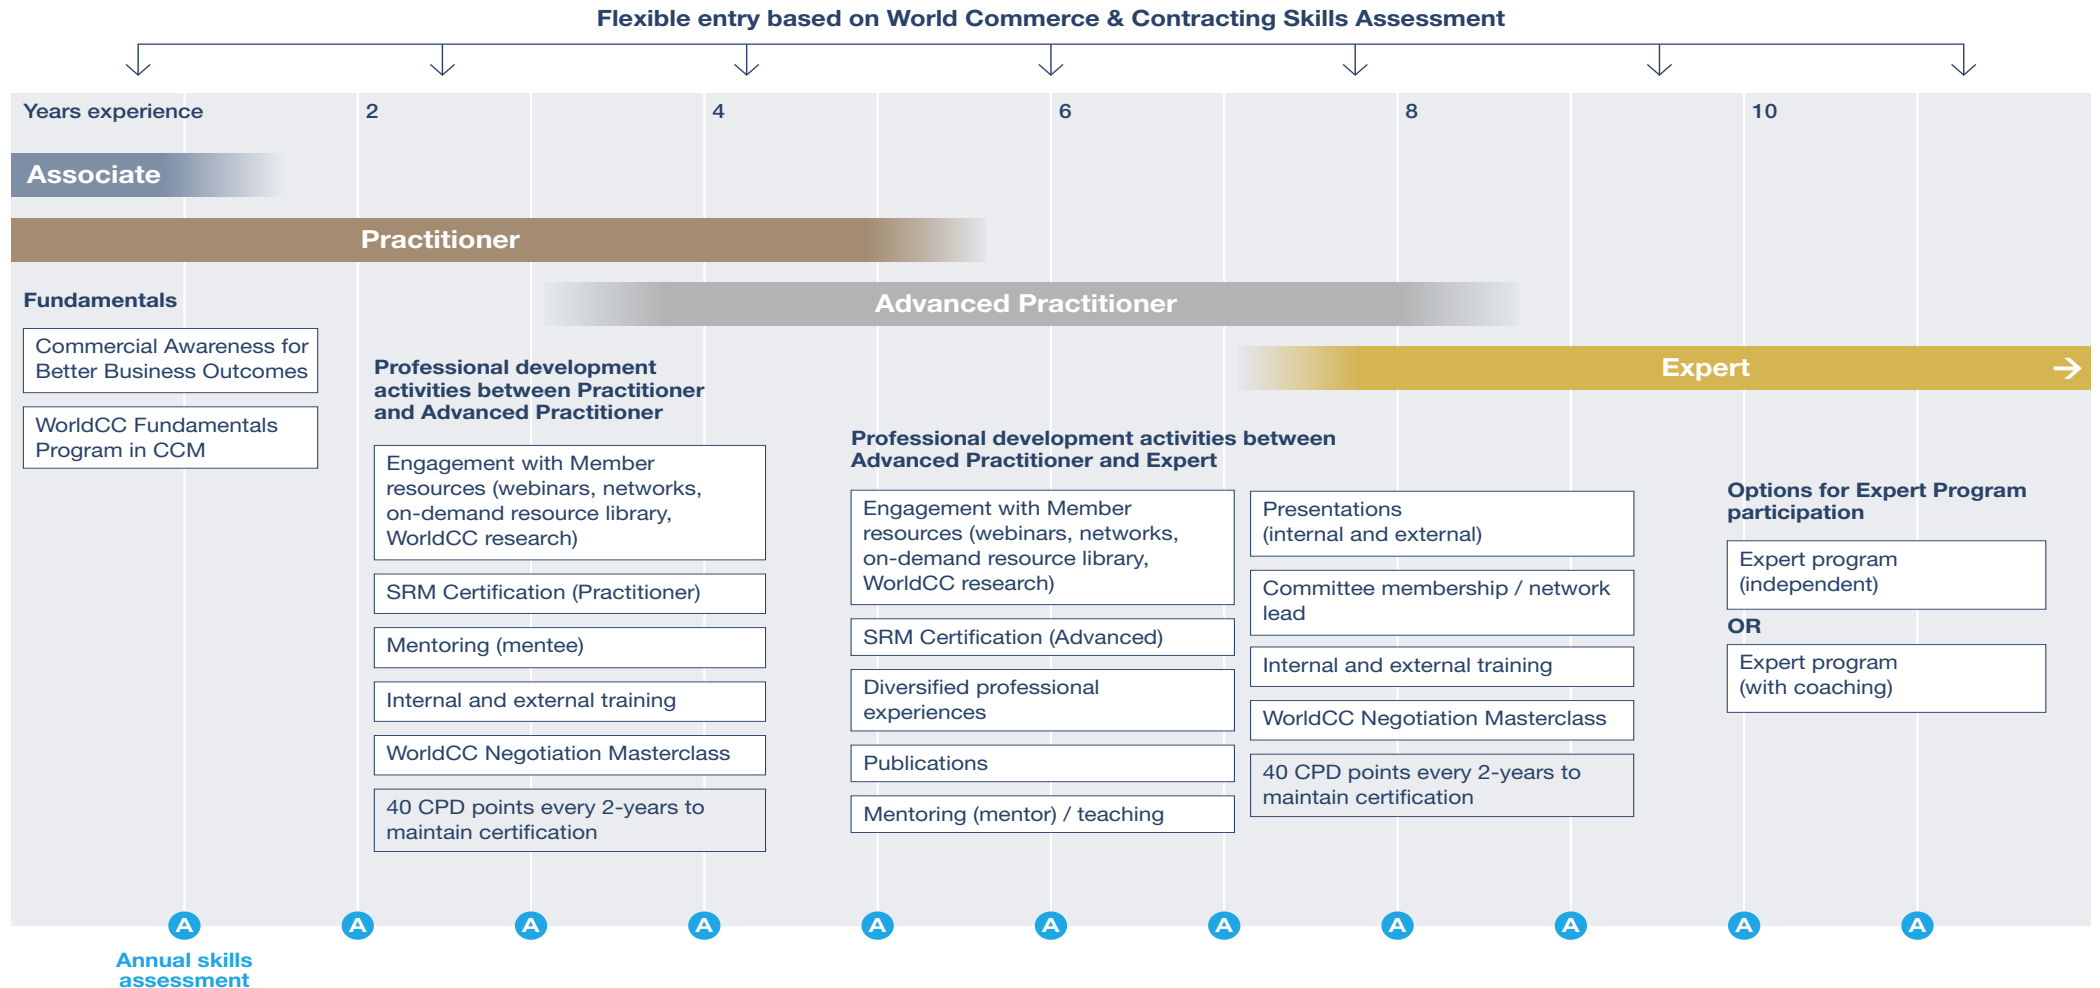 Flexible entry based on World Commerce & Contracting Skills Assessment
Years experience
2
4
6
8
10
Associate
Practitioner
Advanced Practitioner
Expert
Fundamentals
Commercial Awareness for
Better Business Outcomes
WorldCC Fundamentals
Program in CCM
Professional development
activities between Practitioner
and Advanced Practitioner
Engagement with Member
resources (webinars, networks,
on-demand resource library,
WorldCC research)
SRM Certification (Practitioner)
Mentoring (mentee)
Internal and external training
WorldCC Negotiation Masterclass
40 CPD points every 2-years to
maintain certification
Professional development activities between
Advanced Practitioner and Expert
Engagement with Member
resources (webinars, networks,
on-demand resource library,
WorldCC research)
SRM Certification (Advanced)
Diversified professional
experiences
Publications
Mentoring (mentor) / teaching
Presentations
(internal and external)
Committee membership / network
lead
Internal and external training
WorldCC Negotiation Masterclass
40 CPD points every 2-years to
maintain certification
Options for Expert Program
participation
Expert program
(independent)
OR
Expert program
(with coaching)
A
A
A
A
A
A
A
A
A
A
A
Annual skills
assessment